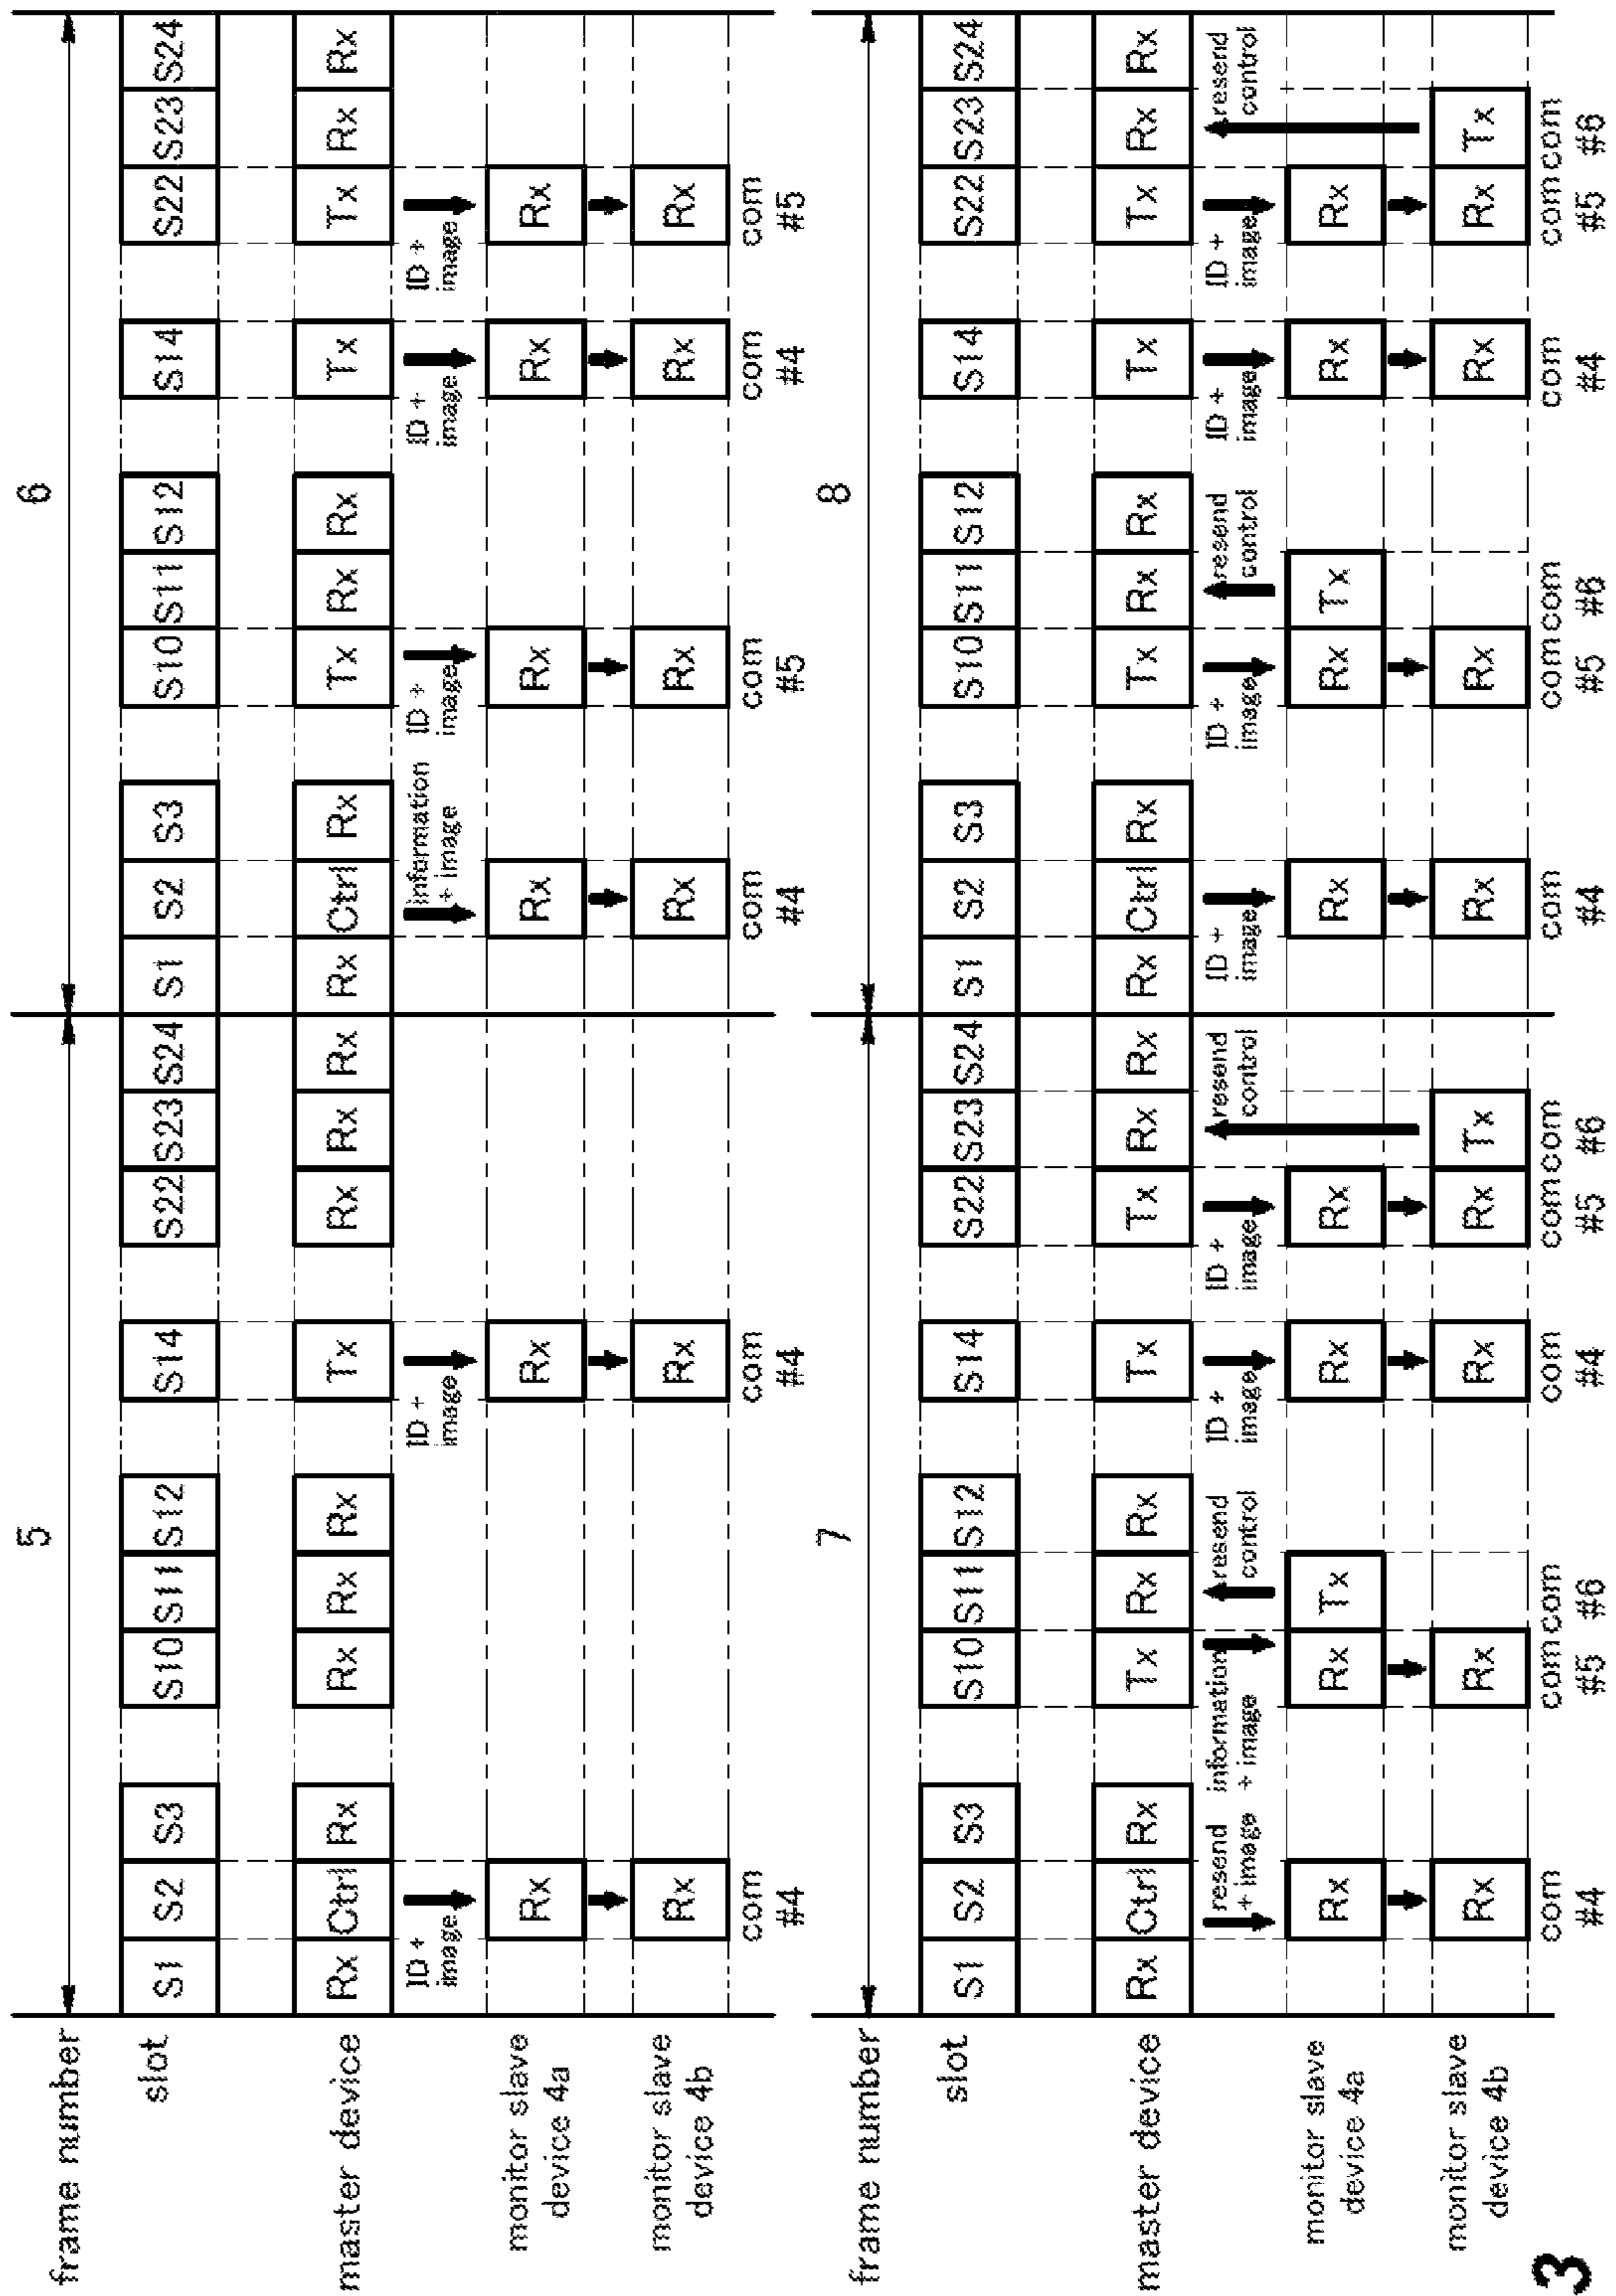 frame number 5 6
slot S1 S2 S3 S10 S11 S12 S14 S22 S23 S24 S1 S2 S3 S10 S11 S12 S14 S22 S23 S24
master device Rx Ctrl Rx Rx Rx Rx Tx Rx Rx Rx Rx Ctrl Rx Tx Rx Rx Tx Tx Rx Rx
ID + ID + information ID + ID + ID +
image image + image image image image
monitor slave
device 4a Rx Rx Rx Rx Rx Rx
monitor slave
device 4b Rx Rx Rx Rx Rx Rx
com com com com com com
#4 #4 #4 #5 #4 #5
frame number 7 8
slot S1 S2 S3 S10 S11 S12 S14 S22 S23 S24 S1 S2 S3 S10 S11 S12 S14 S22 S23 S24
master device Rx Ctrl Rx Tx Rx Rx Tx Tx Rx Rx Rx Ctrl Rx Tx Rx Rx Tx Tx Rx Rx
resend information resend ID + ID + resend ID + ID + resend ID + ID + resend
+ image + image control image image control image image control image image control
monitor slave
device 4a Rx Rx Tx Rx Rx Rx Rx Tx Rx Rx
monitor slave
device 4b Rx Rx Rx Rx Tx Rx Rx Rx Rx Tx
com com com com com com com com com com com com
#4 #5 #6 #4 #5 #6 #4 #5 #6 #4 #5 #6
3